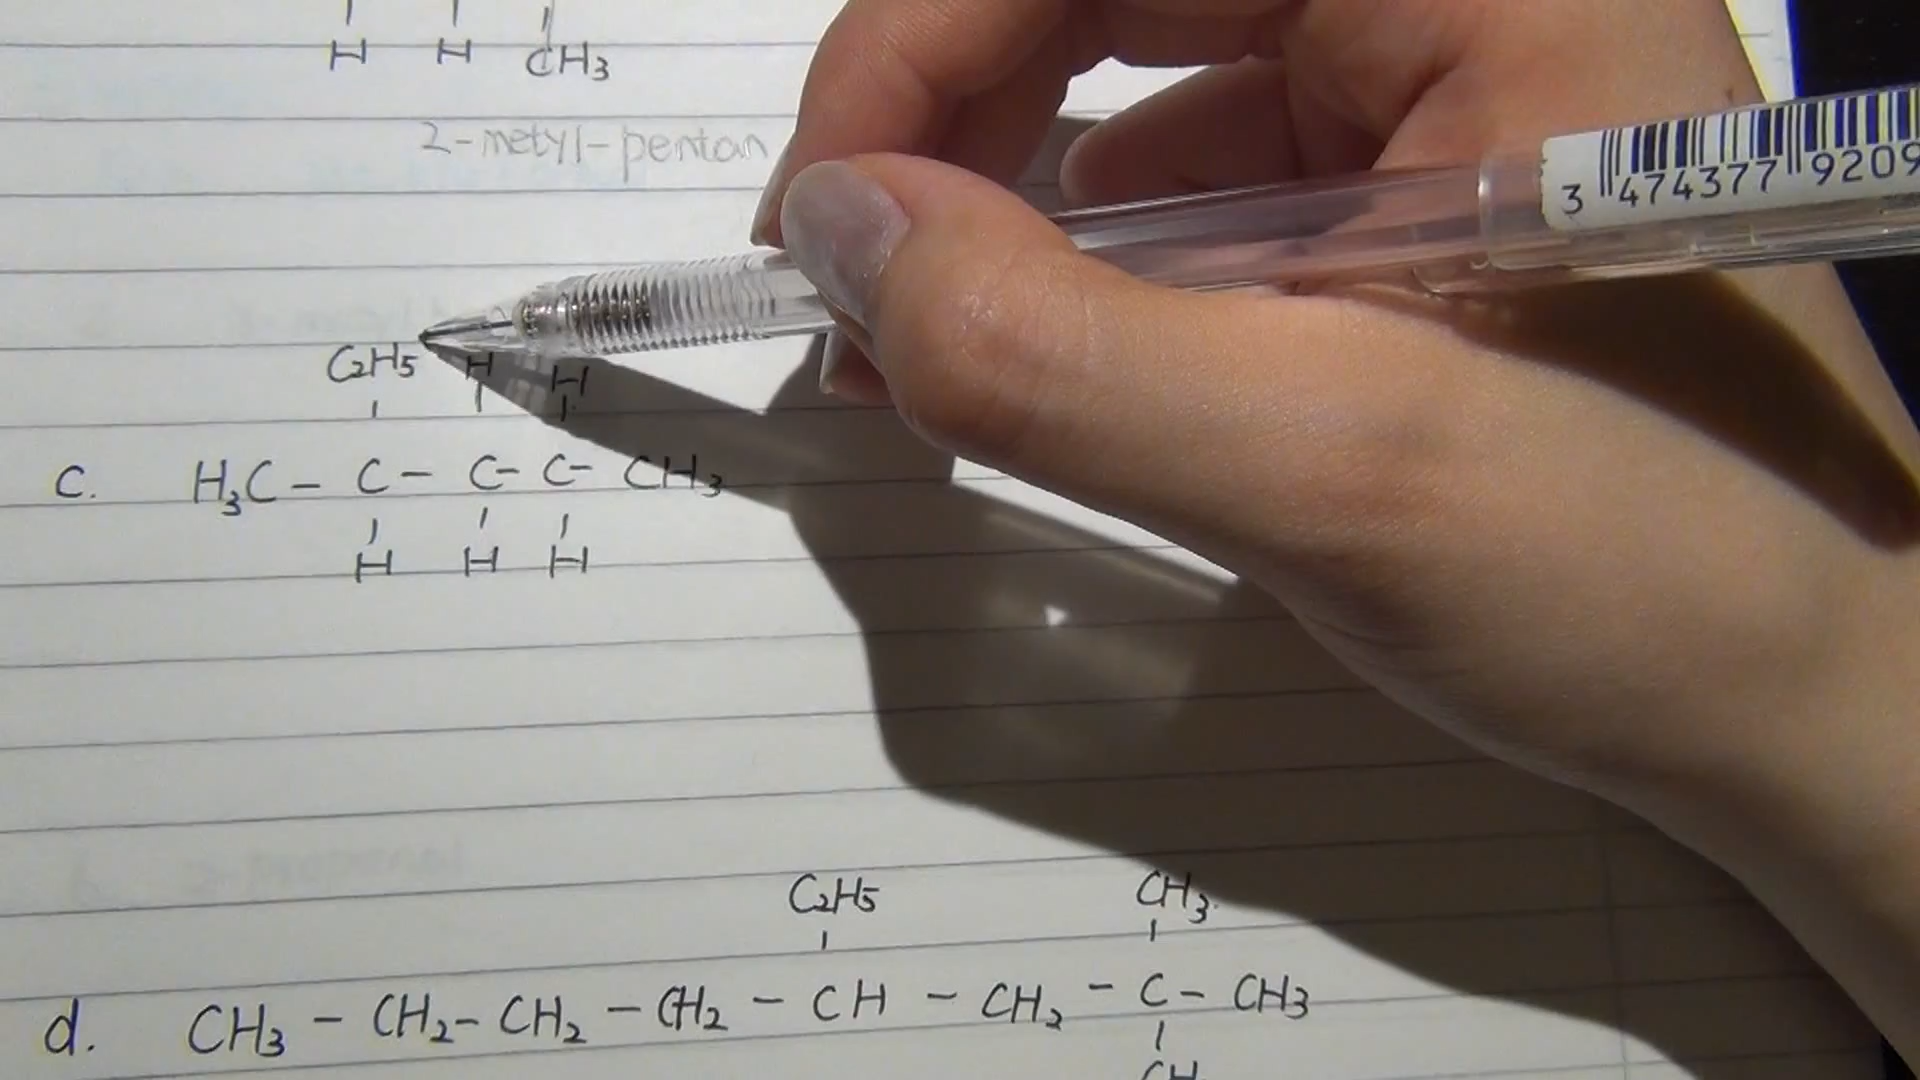 H H CH3
2-metyl-pentan
3 474377 9209
C2H5 H H
c. H3C - C - C - C - CH3
H H H
C2H5 CH3
d. CH3 - CH2 - CH2 - CH2 - CH - CH2 - C - CH3